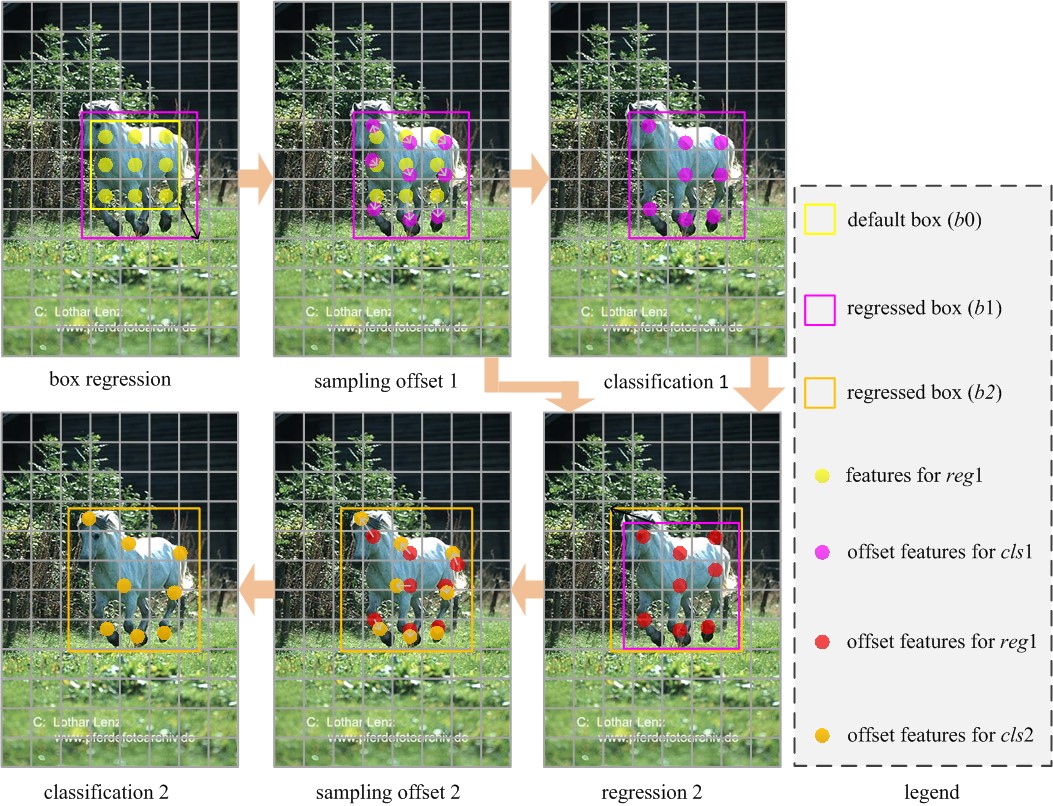 C: Lothar Lenz
www.pferdefotoarchiv.de
C: Lothar Lenz
www.pferdefotoarchiv.de
C: Lothar Lenz
www.pferdefotoarchiv.de
box regression
sampling offset 1
classification 1
C: Lothar Lenz
www.pferdefotoarchiv.de
C: Lothar Lenz
www.pferdefotoarchiv.de
C: Lothar Lenz
www.pferdefotoarchiv.de
classification 2
sampling offset 2
regression 2
default box (b0)
regressed box (b1)
regressed box (b2)
features for reg1
offset features for cls1
offset features for reg1
offset features for cls2
legend